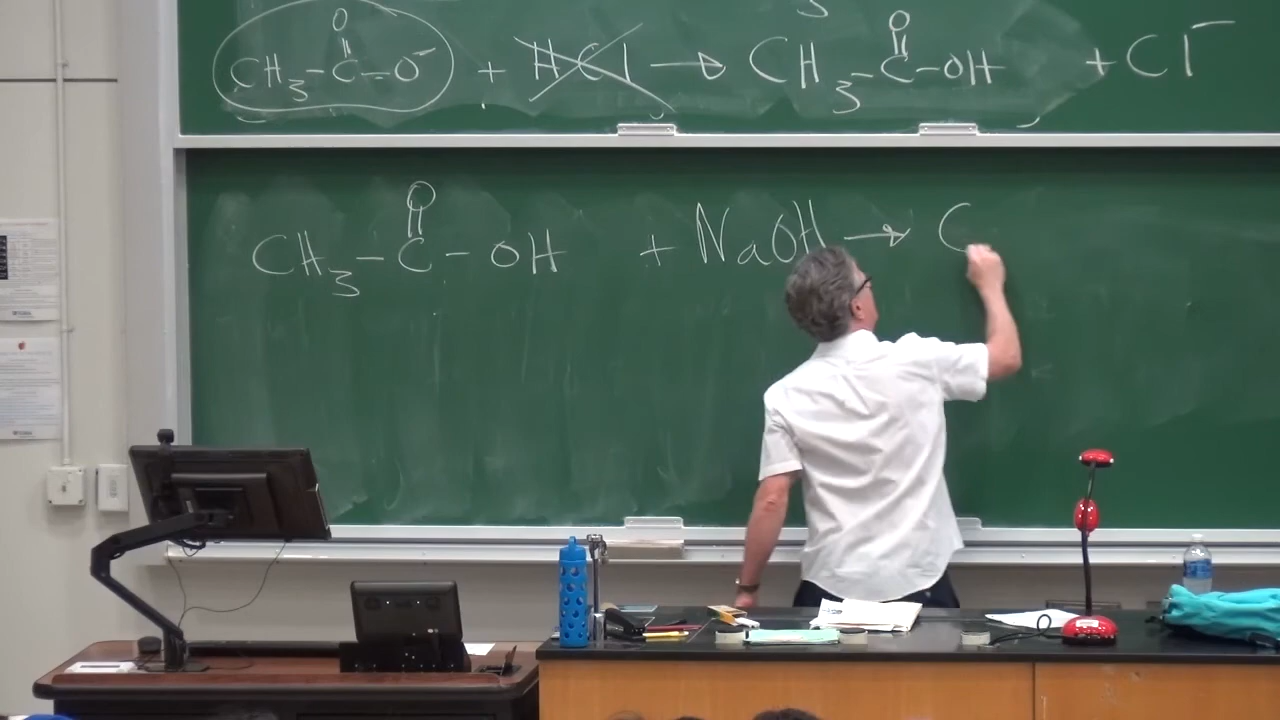 O
CH3-C-O⁻ + HCl → CH3-C-OH + Cl⁻
O
O
CH3-C-OH + NaOH → C